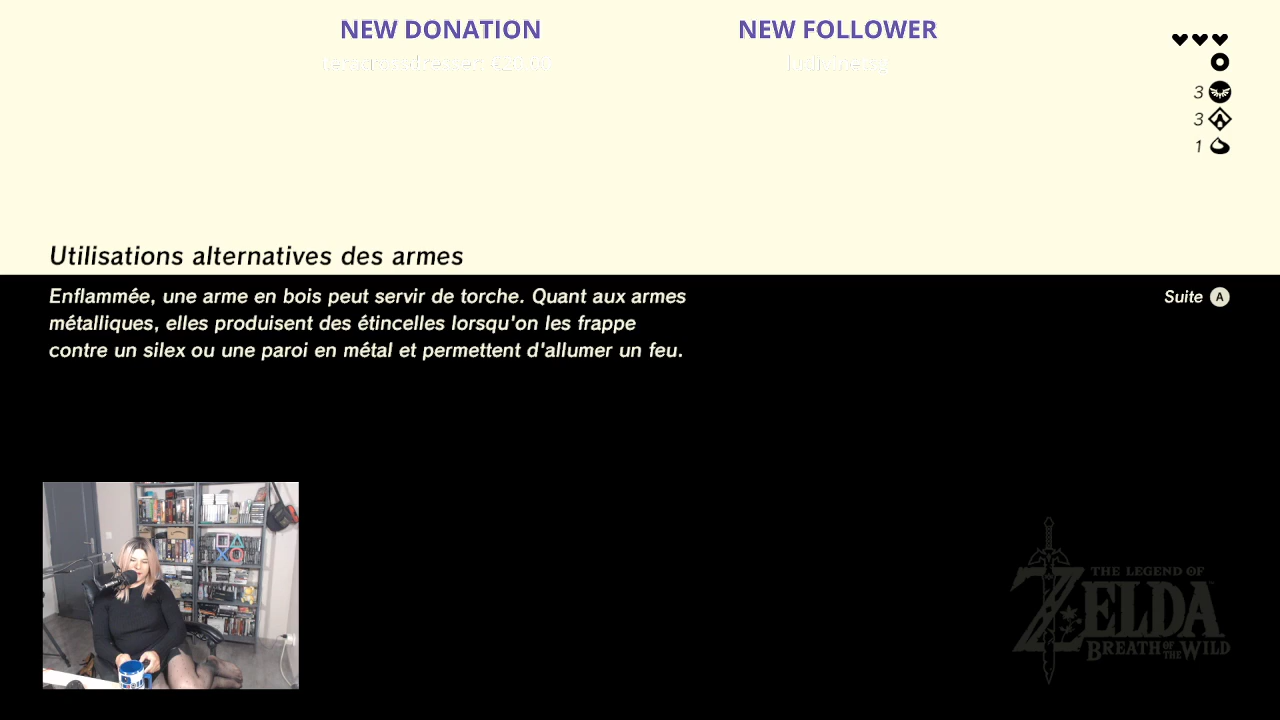 NEW DONATION
NEW FOLLOWER
3
3
1
Utilisations alternatives des armes
Enflammée, une arme en bois peut servir de torche. Quant aux armes
métalliques, elles produisent des étincelles lorsqu'on les frappe
contre un silex ou une paroi en métal et permettent d'allumer un feu.
Suite A
THE LEGEND OF
ZELDA
BREATH OF THE WILD